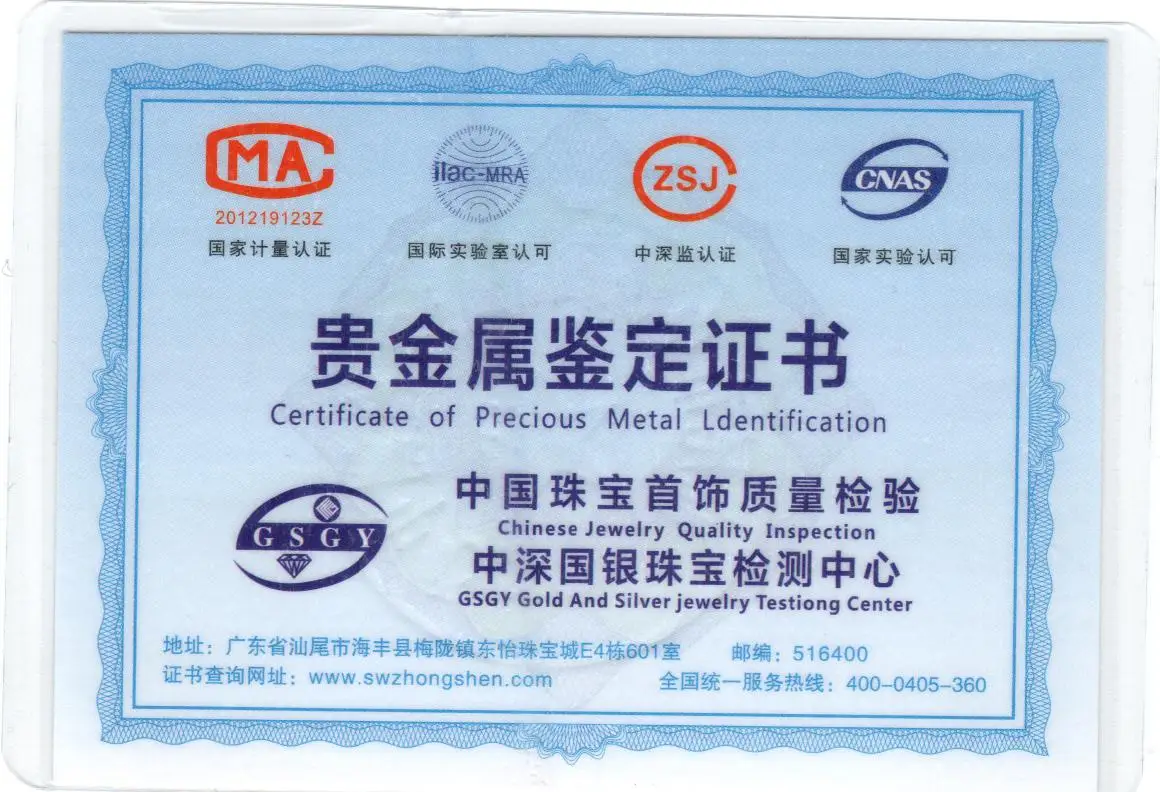 MA
ilac-MRA
ZSJ
CNAS
201219123Z
国家计量认证
国际实验室认可
中深监认证
国家实验认可
贵金属鉴定证书
Certificate of Precious Metal Ldentification
中国珠宝首饰质量检验
Chinese Jewelry Quality Inspection
GSGY
中深国银珠宝检测中心
GSGY Gold And Silver jewelry Testiong Center
地址：广东省汕尾市海丰县梅陇镇东怡珠宝城E4栋601室 邮编：516400
证书查询网址：www.swzhongshen.com 全国统一服务热线：400-0405-360